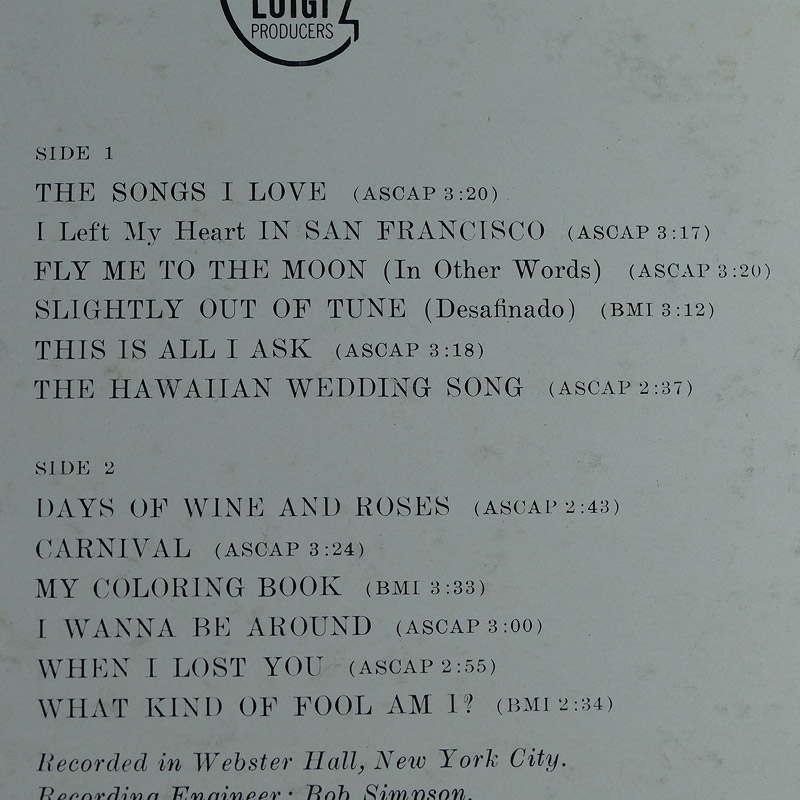 LUIGI
PRODUCERS
SIDE 1
THE SONGS I LOVE (ASCAP 3:20)
I Left My Heart IN SAN FRANCISCO (ASCAP 3:17)
FLY ME TO THE MOON (In Other Words) (ASCAP 3:20)
SLIGHTLY OUT OF TUNE (Desafinado) (BMI 3:12)
THIS IS ALL I ASK (ASCAP 3:18)
THE HAWAIIAN WEDDING SONG (ASCAP 2:37)
SIDE 2
DAYS OF WINE AND ROSES (ASCAP 2:43)
CARNIVAL (ASCAP 3:24)
MY COLORING BOOK (BMI 3:33)
I WANNA BE AROUND (ASCAP 3:00)
WHEN I LOST YOU (ASCAP 2:55)
WHAT KIND OF FOOL AM I? (BMI 2:34)
Recorded in Webster Hall, New York City.
Recording Engineer: Bob Simpson.